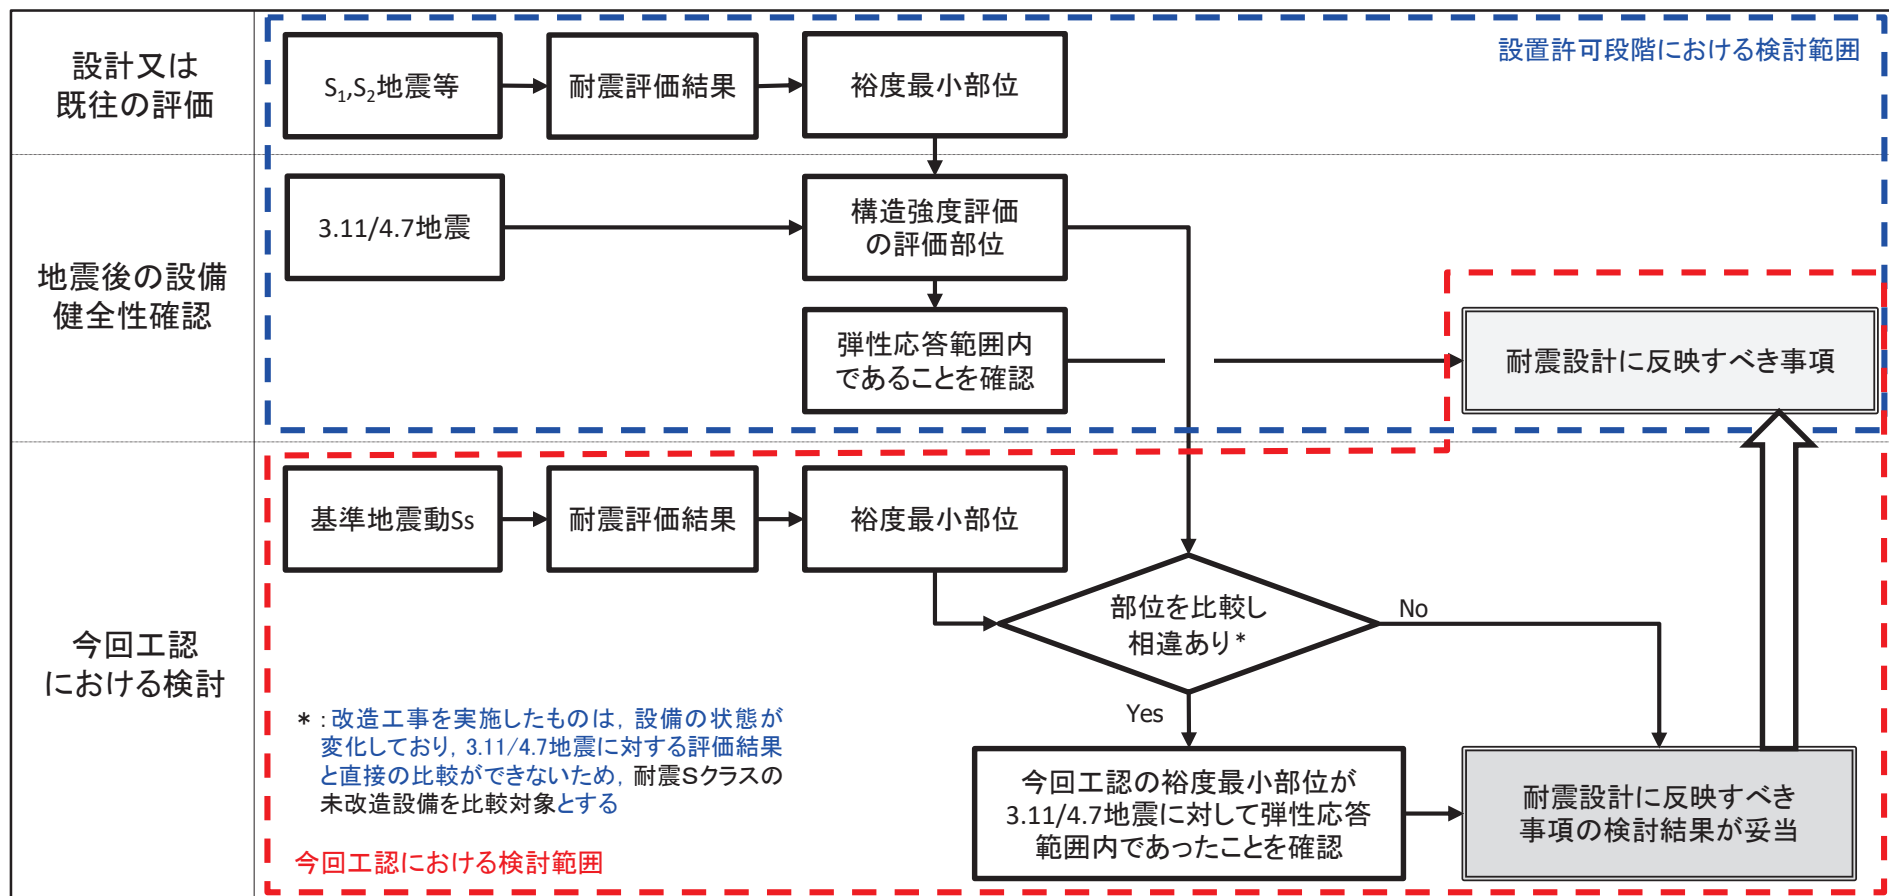 設置許可段階における検討範囲
設計又は
既往の評価
S₁,S₂地震等
耐震評価結果
裕度最小部位
地震後の設備
健全性確認
3.11/4.7地震
構造強度評価
の評価部位
弾性応答範囲内
であることを確認
耐震設計に反映すべき事項
今回工認
における検討
基準地震動Ss
耐震評価結果
裕度最小部位
部位を比較し
相違あり*
No
Yes
*：改造工事を実施したものは，設備の状態が
変化しており，3.11/4.7地震に対する評価結果
と直接の比較ができないため，耐震Sクラスの
未改造設備を比較対象とする
今回工認の裕度最小部位が
3.11/4.7地震に対して弾性応答
範囲内であったことを確認
耐震設計に反映すべき
事項の検討結果が妥当
今回工認における検討範囲